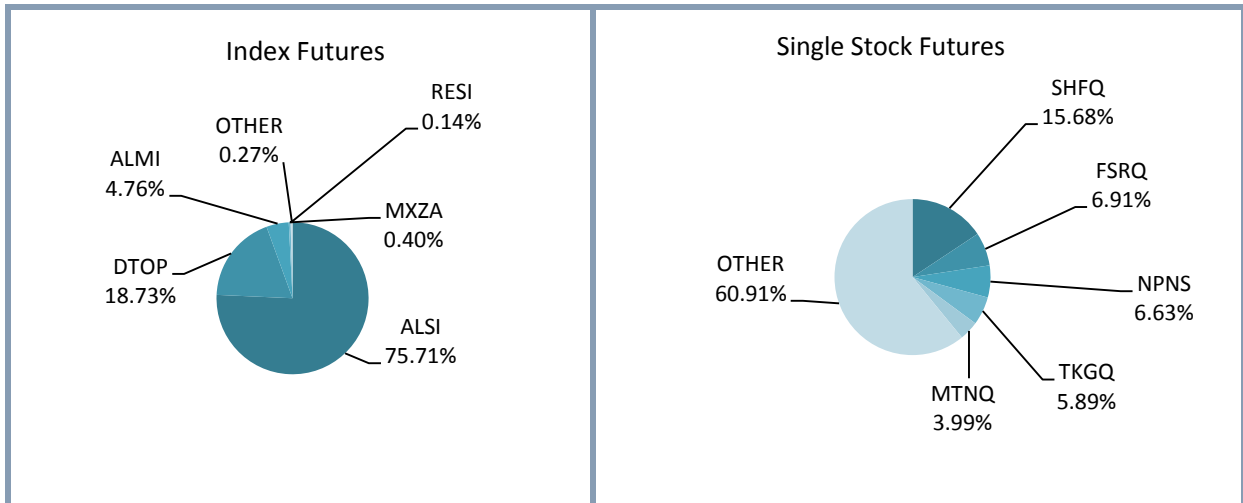 Index Futures
RESI
0.14%
OTHER
0.27%
ALMI
4.76%
MXZA
0.40%
DTOP
18.73%
ALSI
75.71%
Single Stock Futures
SHFQ
15.68%
FSRQ
6.91%
NPNS
6.63%
OTHER
60.91%
TKGQ
5.89%
MTNQ
3.99%